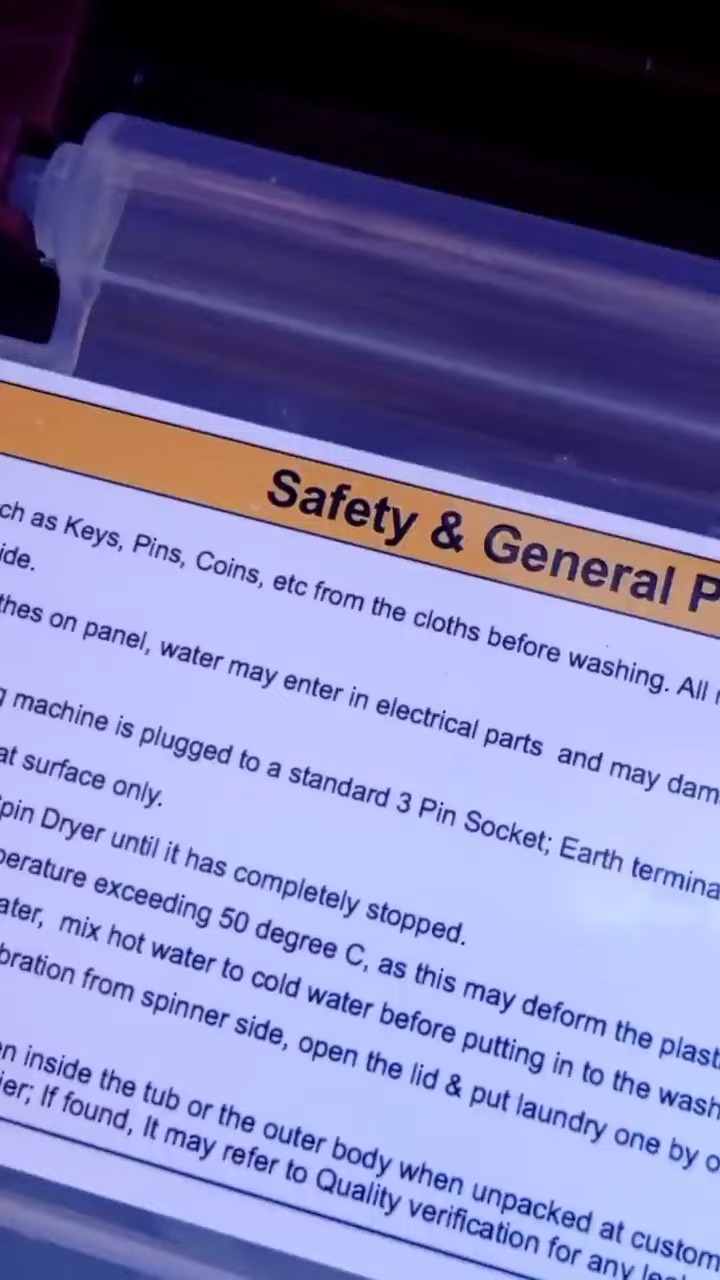 Safety & General P
ch as Keys, Pins, Coins, etc from the cloths before washing. All
ide.
thes on panel, water may enter in electrical parts and may dam
g machine is plugged to a standard 3 Pin Socket; Earth termina
at surface only.
pin Dryer until it has completely stopped.
perature exceeding 50 degree C, as this may deform the plast
ater, mix hot water to cold water before putting in to the wash
bration from spinner side, open the lid & put laundry one by o
en inside the tub or the outer body when unpacked at custom
ier; If found, It may refer to Quality verification for any